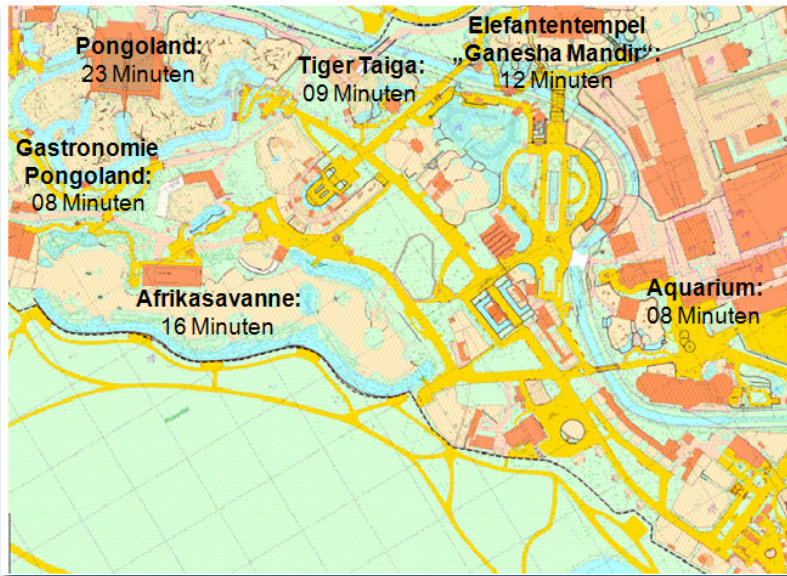 Pongoland:
23 Minuten
Tiger Taiga:
09 Minuten
Elefantentempel
„Ganesha Mandir“:
12 Minuten
Gastronomie
Pongoland:
08 Minuten
Afrikasavanne:
16 Minuten
Aquarium:
08 Minuten
Rosental